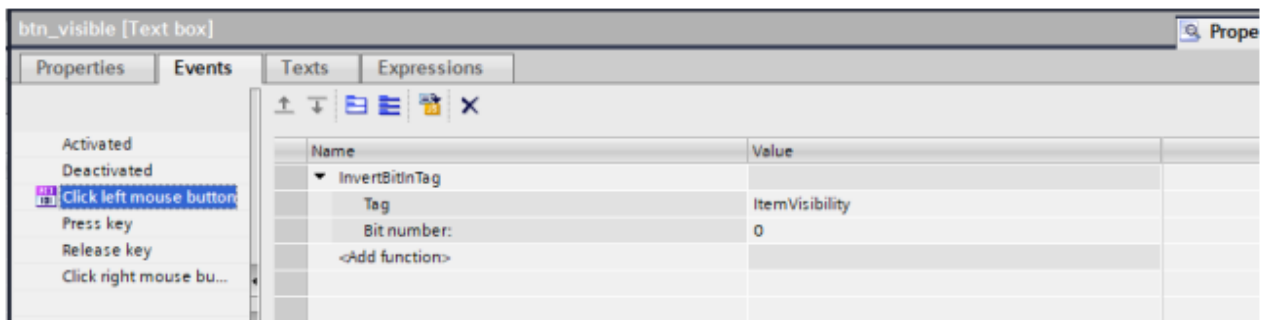 btn_visible [Text box]
Prope
Properties Events Texts Expressions
Activated
Deactivated
Click left mouse button
Press key
Release key
Click right mouse bu...
Name Value
InvertBitInTag
Tag ItemVisibility
Bit number: 0
<Add function>